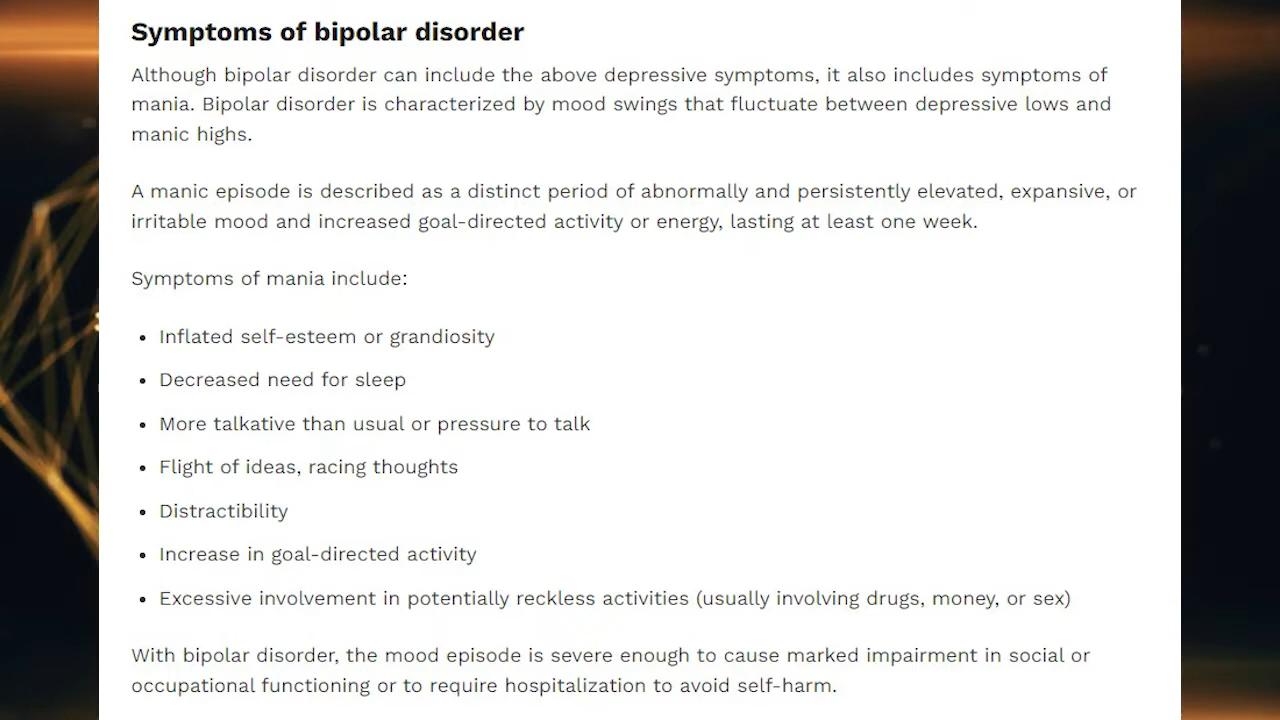 Symptoms of bipolar disorder
Although bipolar disorder can include the above depressive symptoms, it also includes symptoms of
mania. Bipolar disorder is characterized by mood swings that fluctuate between depressive lows and
manic highs.
A manic episode is described as a distinct period of abnormally and persistently elevated, expansive, or
irritable mood and increased goal-directed activity or energy, lasting at least one week.
Symptoms of mania include:
• Inflated self-esteem or grandiosity
• Decreased need for sleep
• More talkative than usual or pressure to talk
• Flight of ideas, racing thoughts
• Distractibility
• Increase in goal-directed activity
• Excessive involvement in potentially reckless activities (usually involving drugs, money, or sex)
With bipolar disorder, the mood episode is severe enough to cause marked impairment in social or
occupational functioning or to require hospitalization to avoid self-harm.